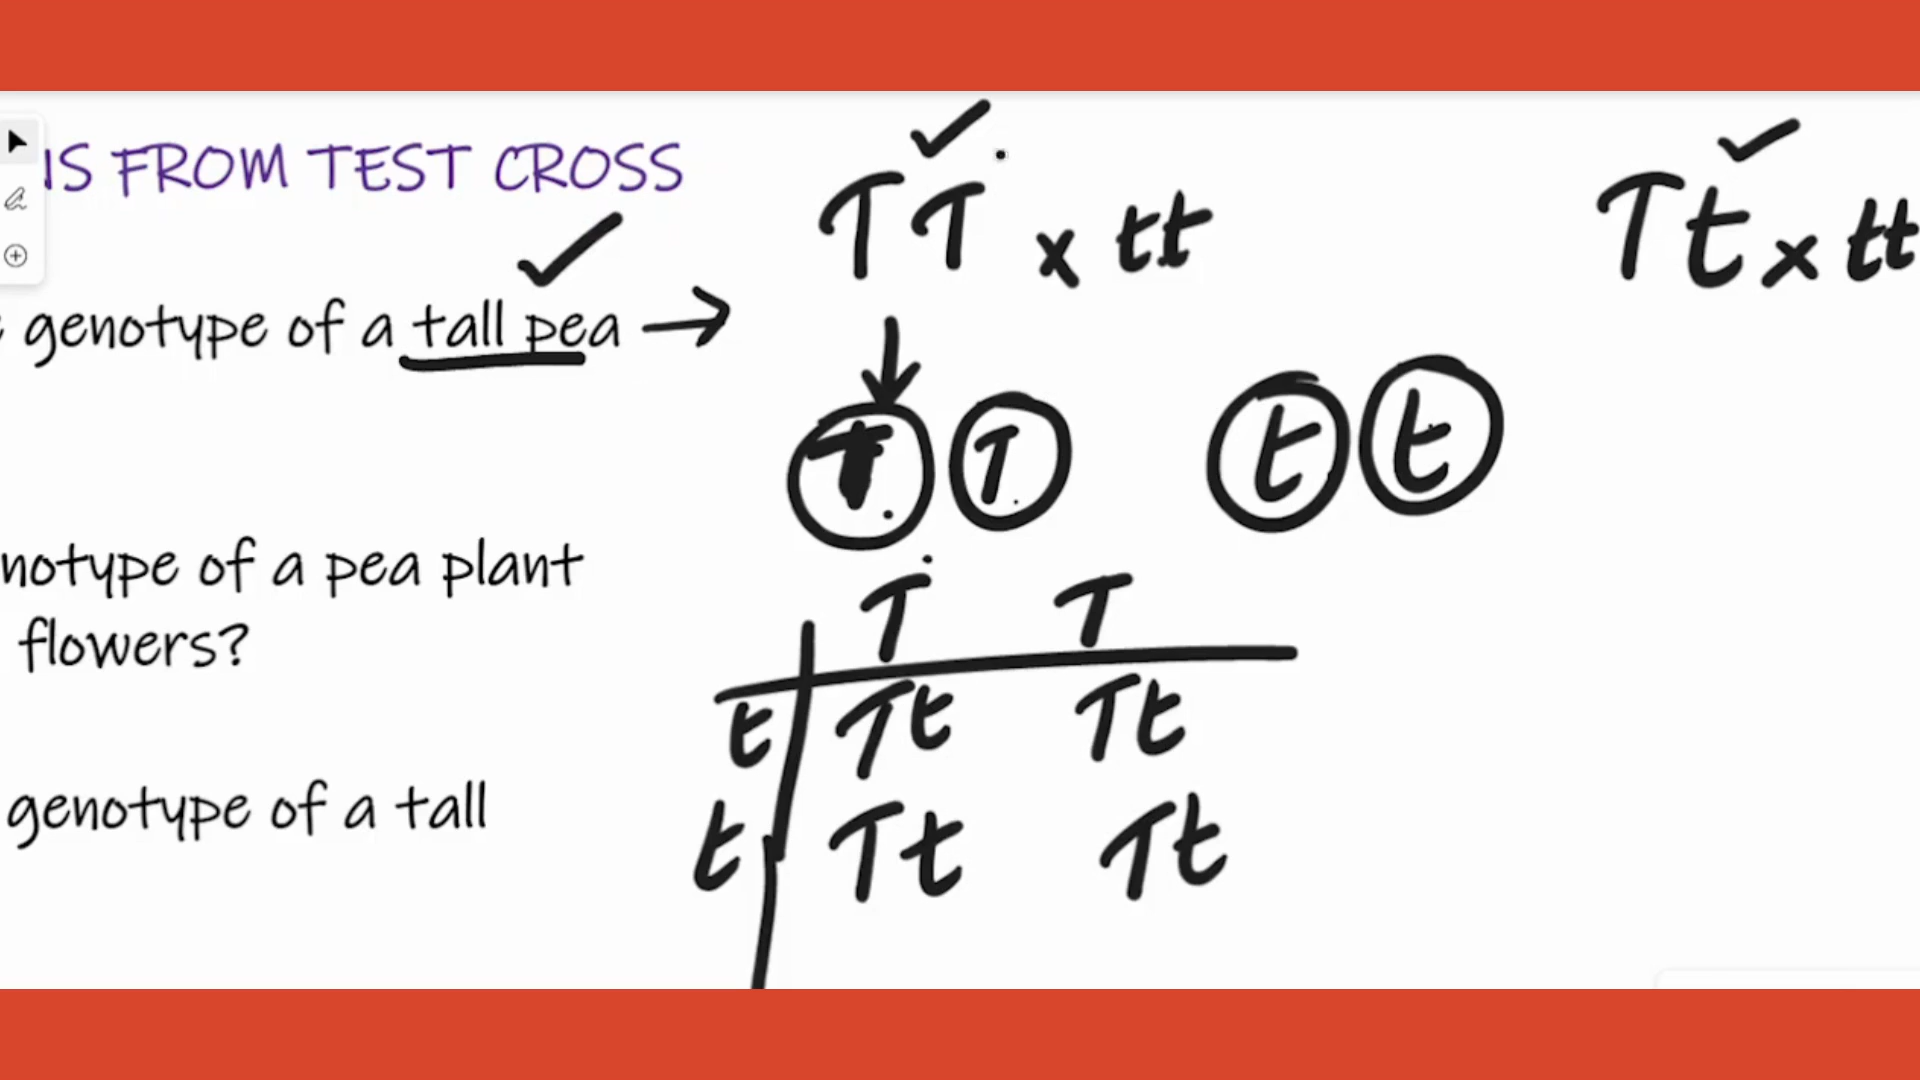 IS FROM TEST CROSS
genotype of a tall pea →
notype of a pea plant
flowers?
genotype of a tall
TT x tt
T T t t
T T
t Tt Tt
t Tt Tt
Tt x tt